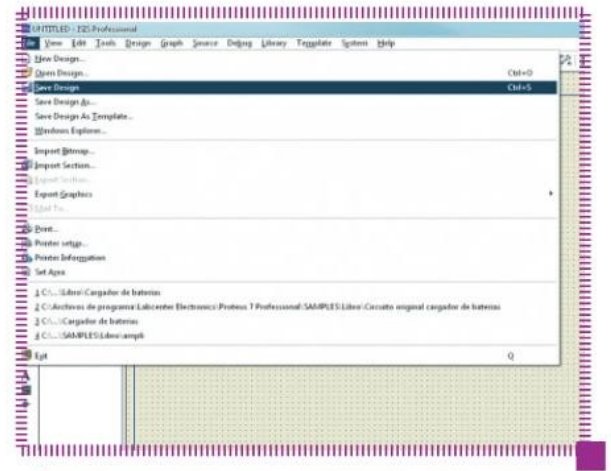 UNTITLED - ISIS Professional
File View Edit Tools Design Graph Source Debug Library Template System Help
New Design...
Open Design... Ctrl+O
Save Design Ctrl+S
Save Design As...
Save Design As Template...
Windows Explorer...
Import Bitmap...
Import Section...
Export Section...
Export Graphics
Mail To...
Print...
Printer setup...
Printer Information
Set Area
1 C:\...\Libro\Cargador de baterias
2 C:\Archivos de programa\Labcenter Electronics\Proteus 7 Professional\SAMPLES\Libro\Circuito original cargador de baterias
3 C:\...\Cargador de baterias
4 C:\...\SAMPLES\Libro\ampli
Exit Q